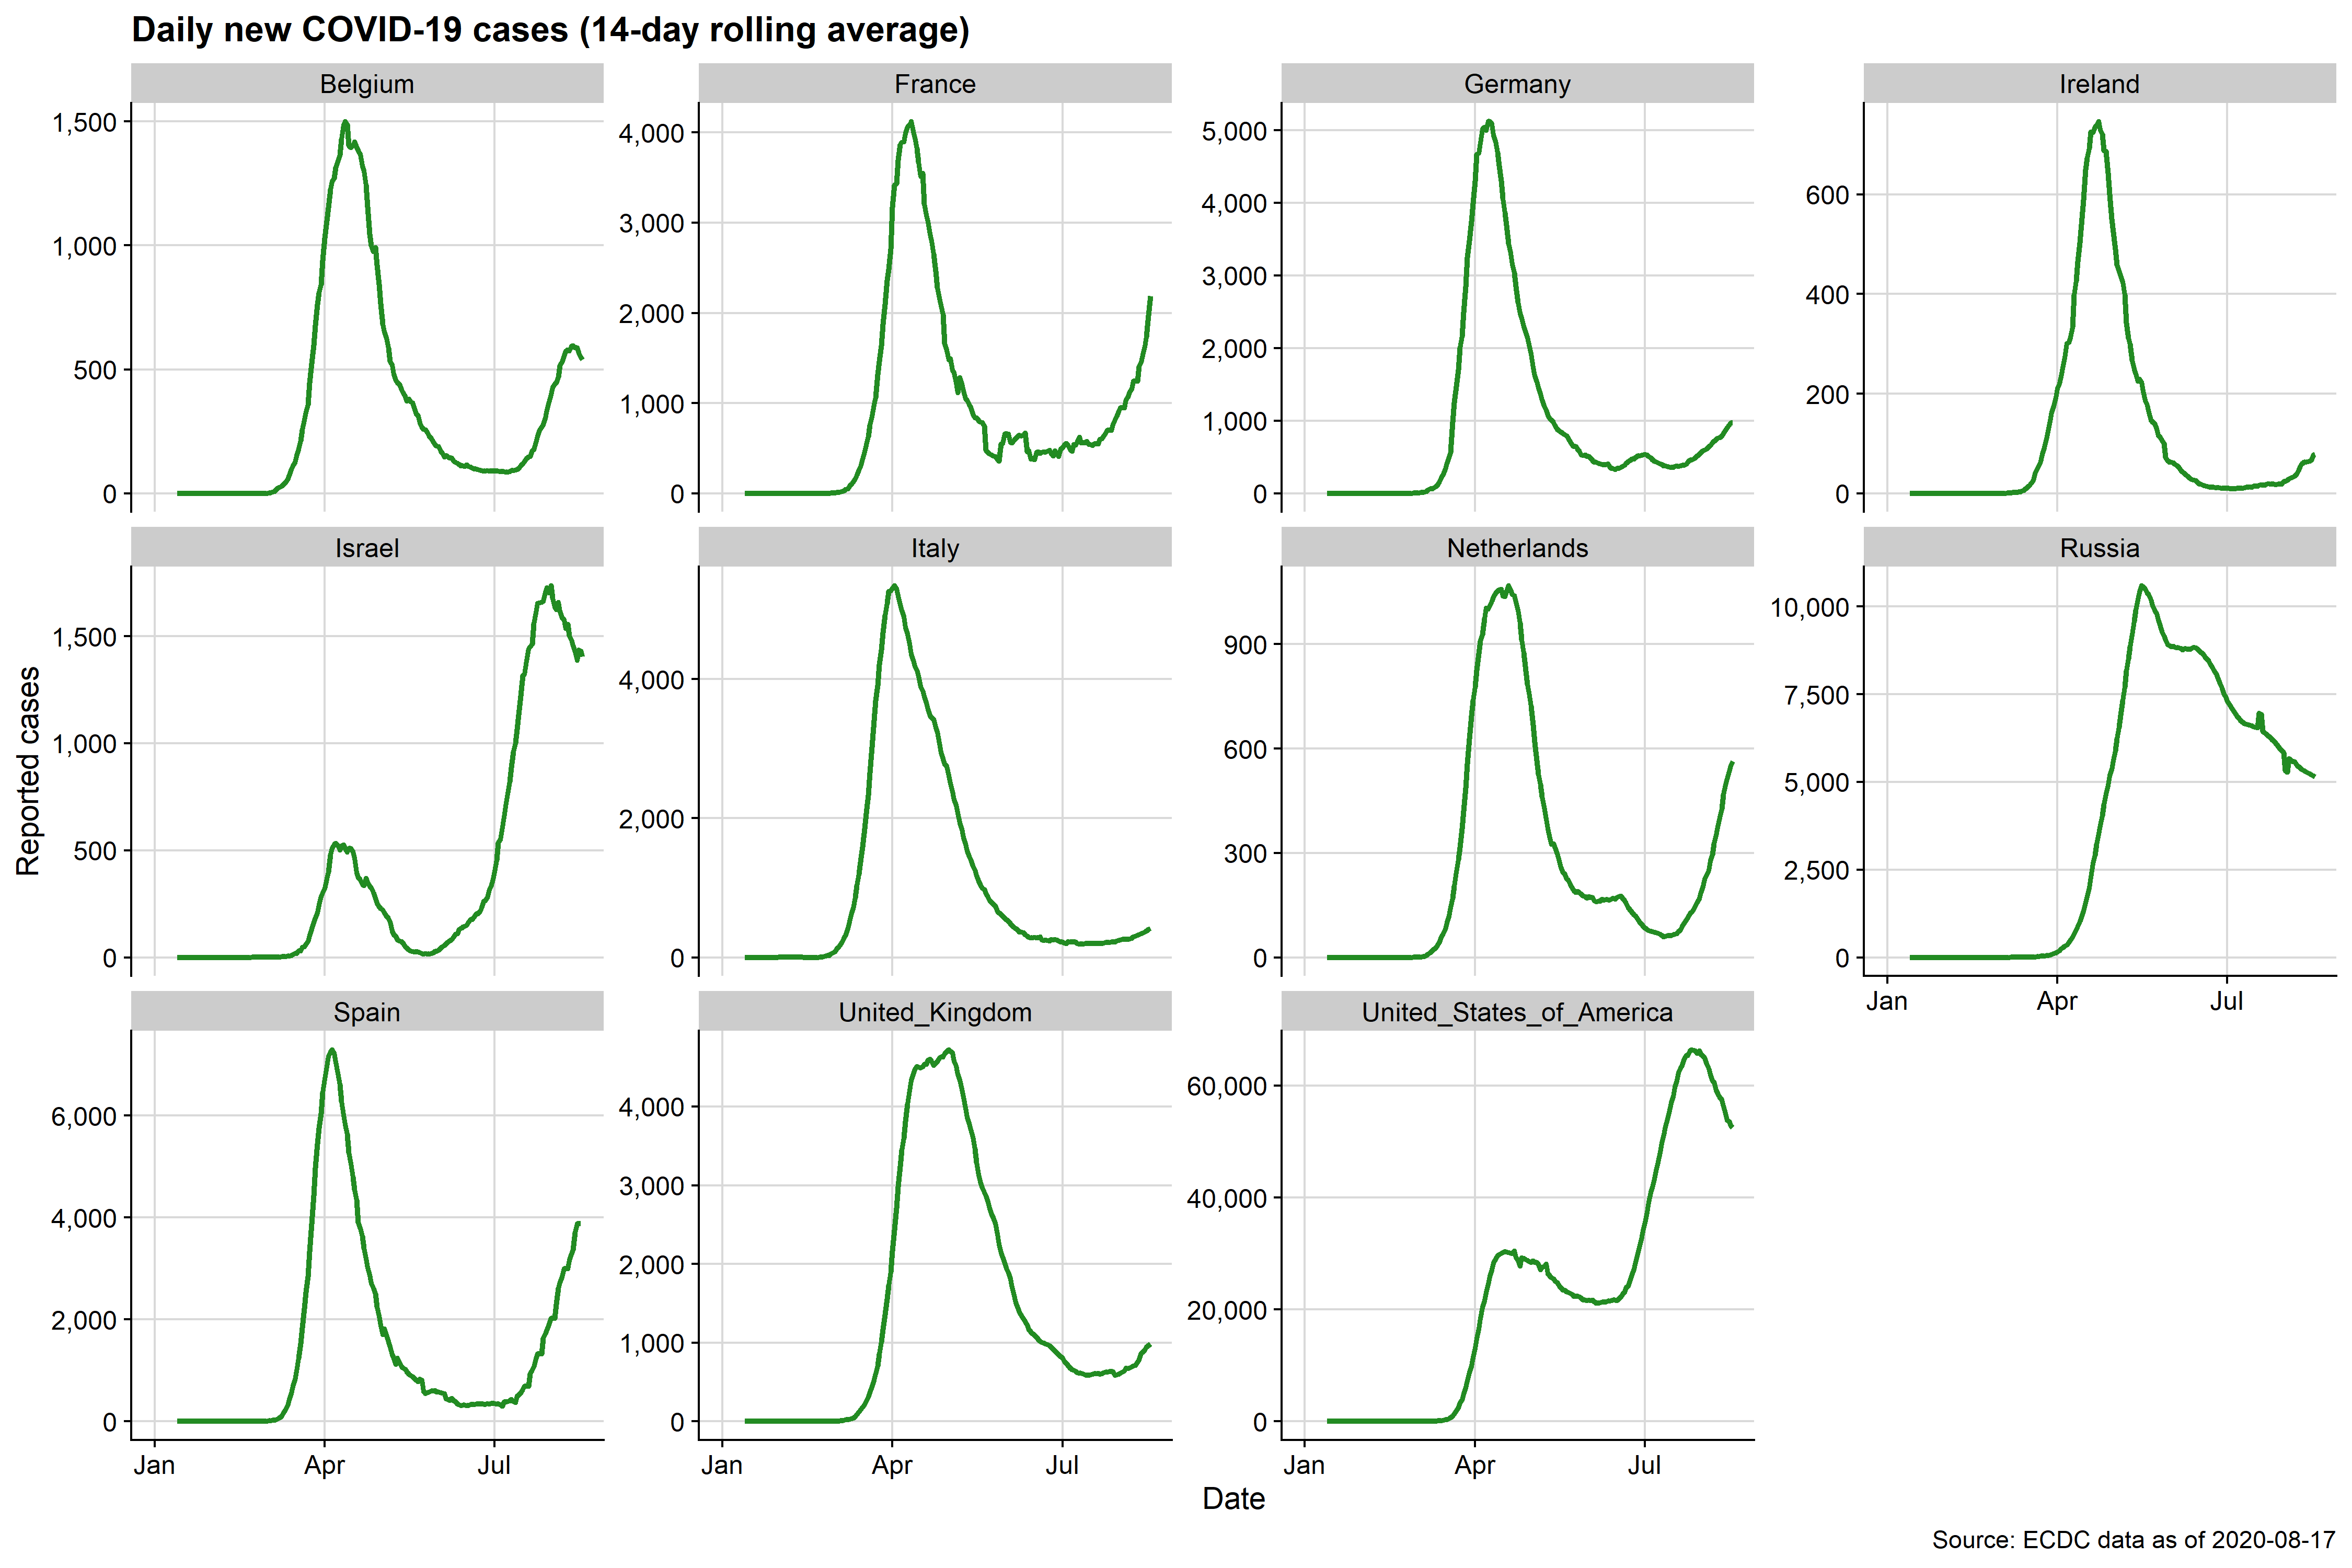 Daily new COVID-19 cases (14-day rolling average)
Belgium
1,500
1,000
500
0
France
4,000
3,000
2,000
1,000
0
Germany
5,000
4,000
3,000
2,000
1,000
0
Ireland
600
400
200
0
Reported cases
Israel
1,500
1,000
500
0
Italy
4,000
2,000
0
Netherlands
900
600
300
0
Russia
10,000
7,500
5,000
2,500
0
Jan Apr Jul
Spain
6,000
4,000
2,000
0
Jan Apr Jul
United_Kingdom
4,000
3,000
2,000
1,000
0
Jan Apr Jul
United_States_of_America
60,000
40,000
20,000
0
Jan Apr Jul
Date
Source: ECDC data as of 2020-08-17